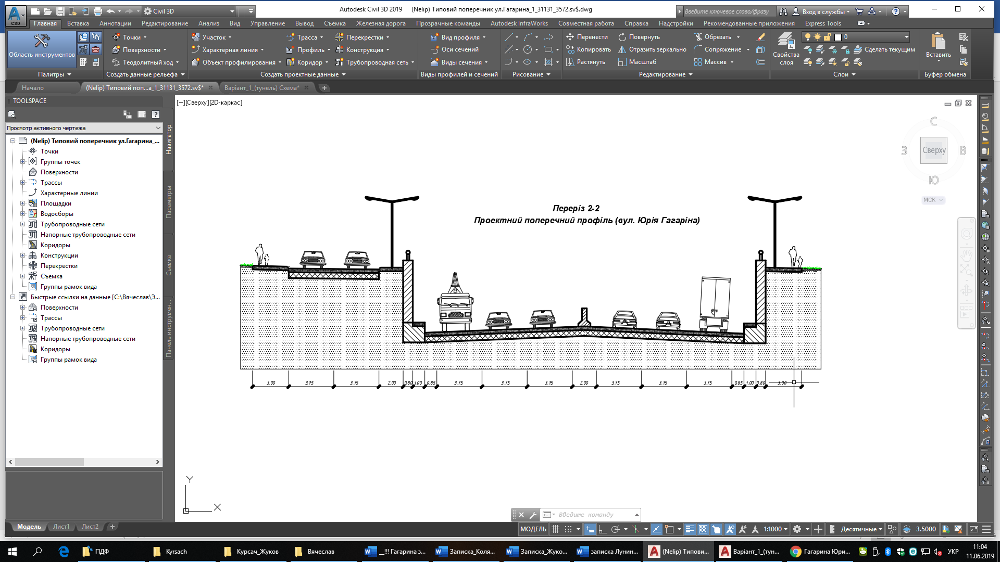 Civil 3D
Autodesk Civil 3D 2019 (Nelip) Типовий поперечник ул.Гагарина_1_31131_3572.sv$.dwg
Введите ключевое слово/фразу
Вход в службы
C3D
Главная Вставка Аннотации Редактирование Анализ Вид Управление Вывод Съемка Железная дорога Прозрачные команды Autodesk InfraWorks Совместная работа Справка Надстройки Рекомендованные приложения Express Tools
Точки Участок Трасса Перекрестки Вид профиля Перенести Повернуть Обрезать 0
Область инструментов Поверхности Характерная линия Профиль Конструкция Оси сечений Копировать Отразить зеркально Сопряжение Свойства слоя Сделать текущим Вставить
Теодолитный ход Объект профилирования Коридор Трубопроводная сеть Виды сечения Растянуть Масштаб Массив
Палитры Создать данные рельефа Создать проектные данные Виды профилей и сечений Рисование Редактирование Слои Буфер обмена
Начало (Nelip) Типовий поп...а_1_31131_3572.sv$* Варіант_1_(тунель) Схема*
TOOLSPACE
Просмотр активного чертежа
(Nelip) Типовий поперечник ул.Гагарина_...
Точки
Группы точек
Поверхности
Трассы
Характерные линии
Площадки
Водосборы
Трубопроводные сети
Напорные трубопроводные сети
Коридоры
Конструкции
Перекрестки
Съемка
Группы рамок вида
Быстрые ссылки на данные [C:\Вячеслав\Э...
Поверхности
Трассы
Трубопроводные сети
Напорные трубопроводные сети
Коридоры
Группы рамок вида
Навигатор
Параметры
Съемка
Панель инструмен...
[−][Сверху][2D-каркас]
С
З Сверху В
Ю
МСК
Переріз 2-2
Проектний поперечний профіль (вул. Юрія Гагаріна)
3.00 3.75 3.75 2.00 0.80 1.00 0.85 3.75 3.75 3.75 2.00 3.75 3.75 3.75 0.85 1.00 0.80 3.00
Y
X
Введите команду
Модель Лист1 Лист2
МОДЕЛЬ 1:1000 Десятичные 3.5000
ПДФ Kyrsach Курсач_Жуков Вячеслав __!!! Гагарина з... Записка_Коля... Записка_Жуко... записка Лунин... (Nelip) Типови... Варіант_1_(тун... Гагарина Юри... УКР
11:04
11.06.2019